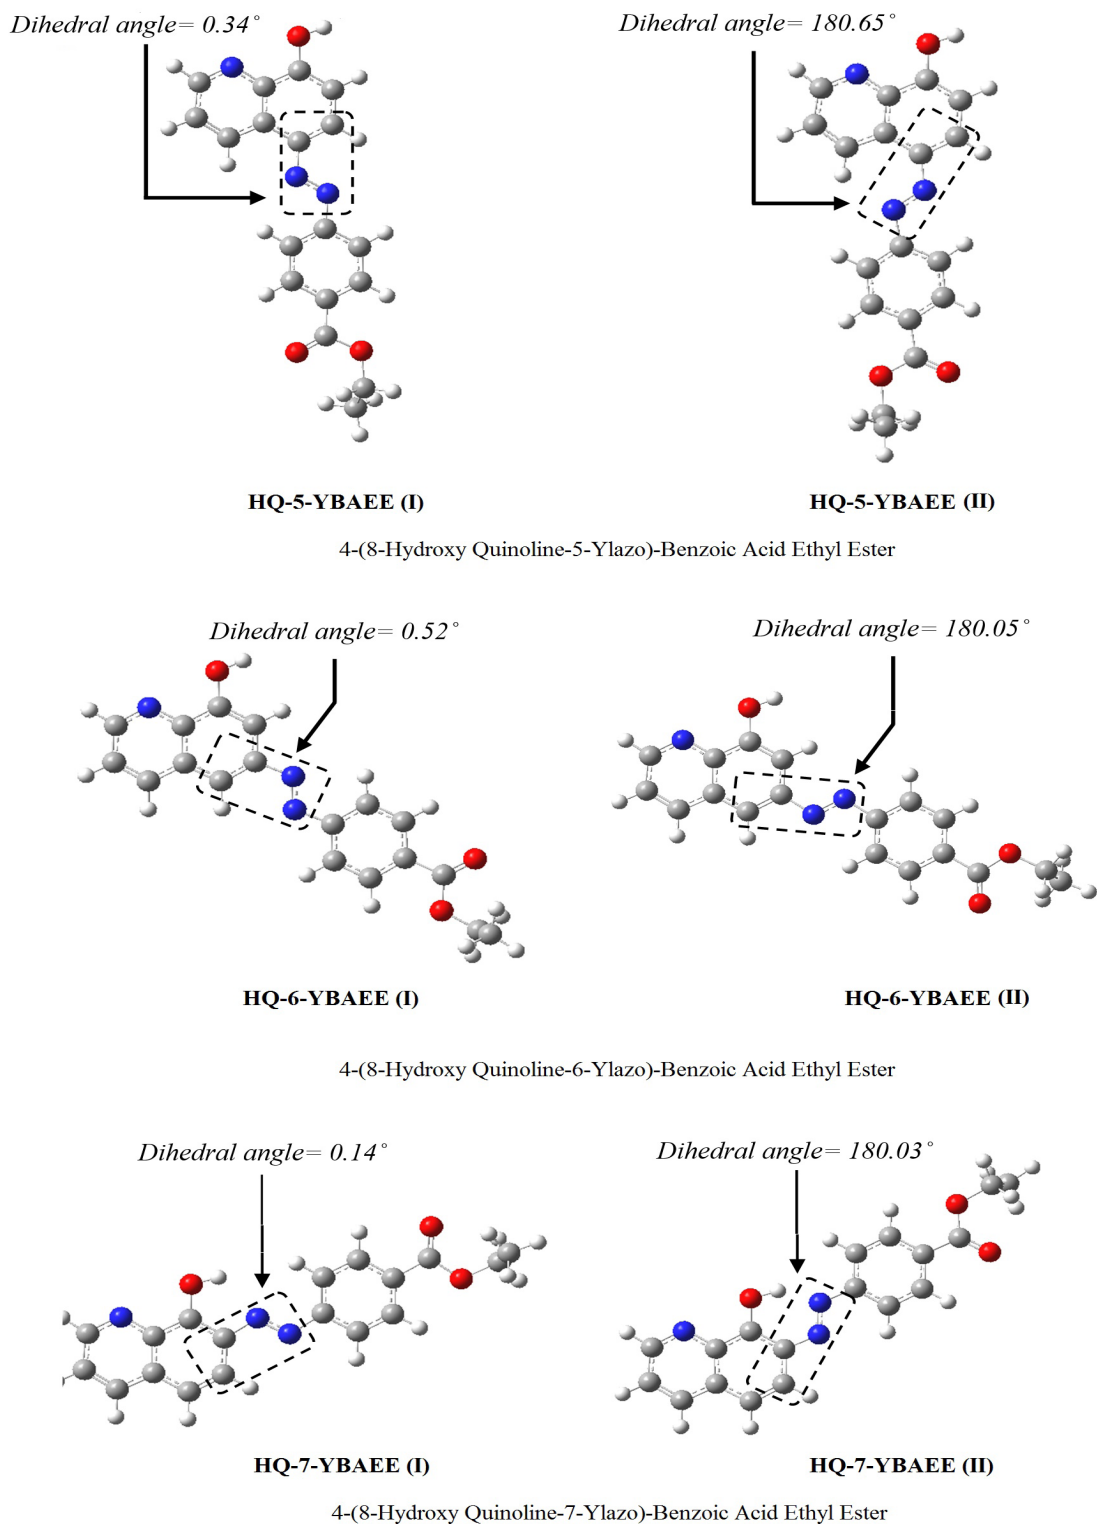 Dihedral angle= 0.34°
Dihedral angle= 180.65°
HQ-5-YBAEE (I)
HQ-5-YBAEE (II)
4-(8-Hydroxy Quinoline-5-Ylazo)-Benzoic Acid Ethyl Ester
Dihedral angle= 0.52°
Dihedral angle= 180.05°
HQ-6-YBAEE (I)
HQ-6-YBAEE (II)
4-(8-Hydroxy Quinoline-6-Ylazo)-Benzoic Acid Ethyl Ester
Dihedral angle= 0.14°
Dihedral angle= 180.03°
HQ-7-YBAEE (I)
HQ-7-YBAEE (II)
4-(8-Hydroxy Quinoline-7-Ylazo)-Benzoic Acid Ethyl Ester